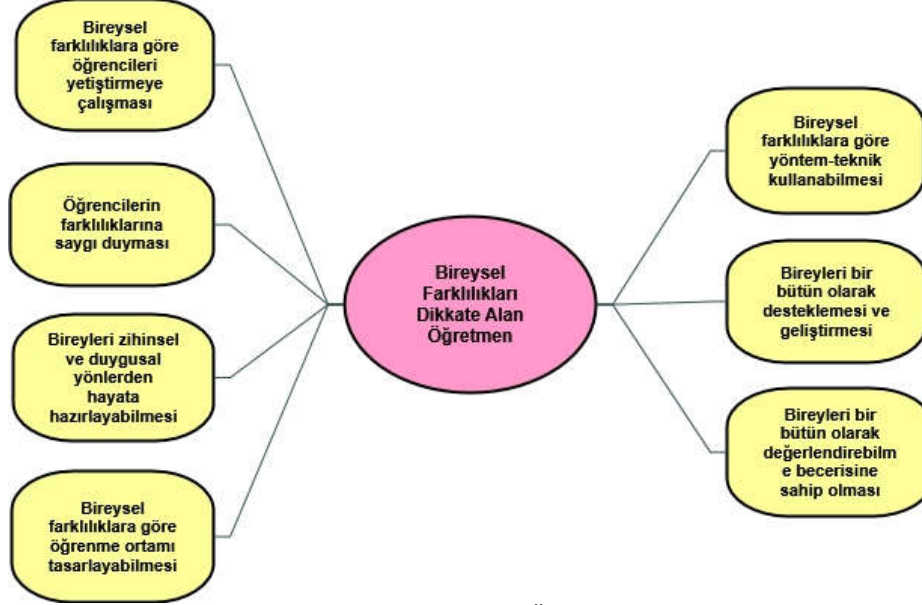 Bireysel
farklılıklara göre
öğrencileri
yetiştirmeye
çalışması
Öğrencilerin
farklılıklarına
saygı duyması
Bireyleri zihinsel
ve duygusal
yönlerden
hayata
hazırlayabilmesi
Bireysel
farklılıklara göre
öğrenme ortamı
tasarlayabilmesi
Bireysel
Farklılıkları
Dikkate Alan
Öğretmen
Bireysel
farklılıklara göre
yöntem-teknik
kullanabilmesi
Bireyleri bir
bütün olarak
desteklemesi ve
geliştirmesi
Bireyleri bir
bütün olarak
değerlendirebilm
e becerisine
sahip olması